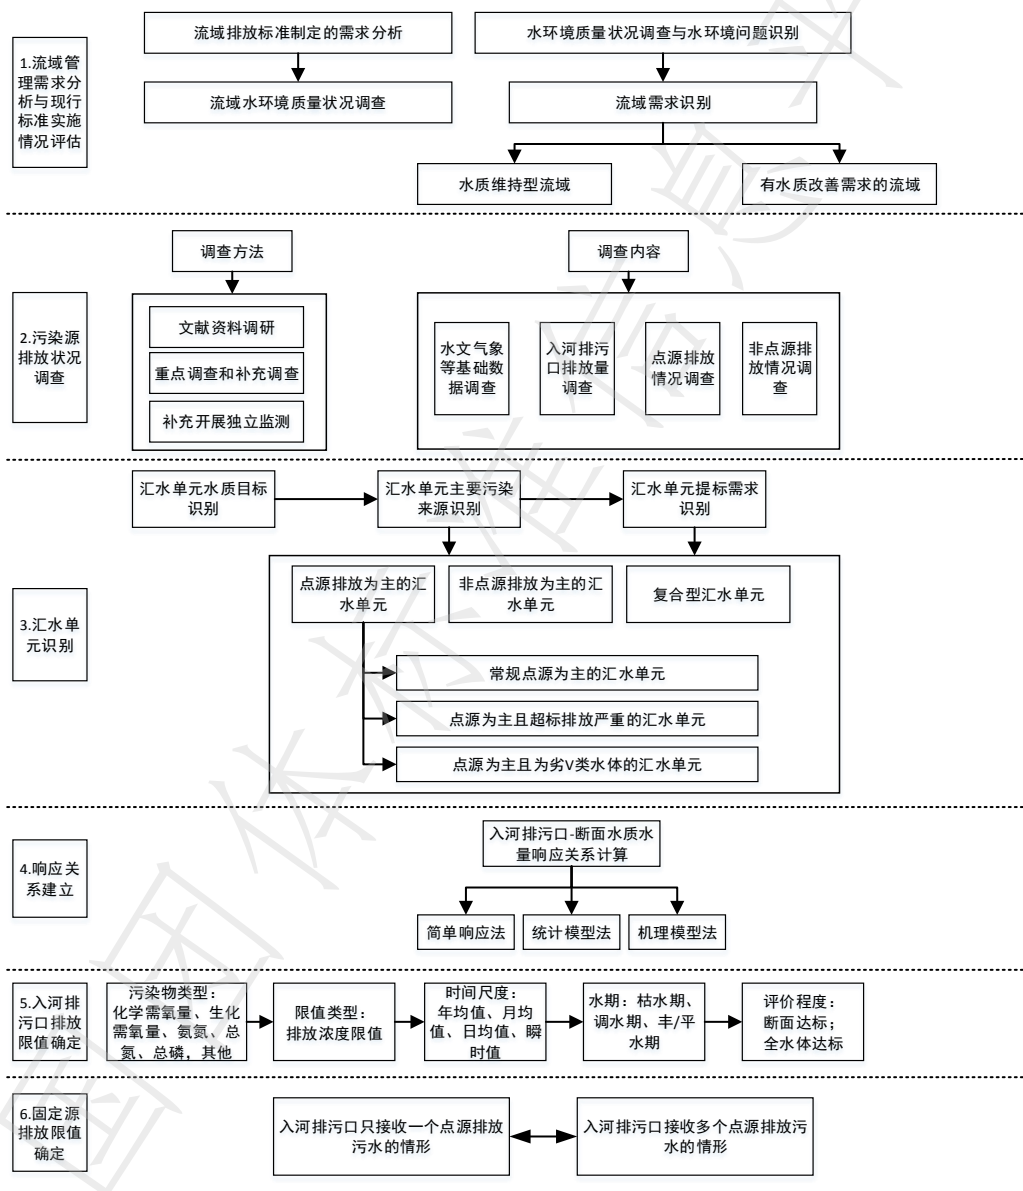 流域排放标准制定的需求分析
水环境质量状况调查与水环境问题识别
1.流域管
理需求分
析与现行
标准实施
情况评估
流域水环境质量状况调查
流域需求识别
水质维持型流域
有水质改善需求的流域
调查方法
调查内容
2.污染源
排放状况
调查
文献资料调研
重点调查和补充调查
补充开展独立监测
水文气象
等基础数
据调查
入河排污
口排放量
调查
点源排放
情况调查
非点源排
放情况调
查
汇水单元水质目标
识别
汇水单元主要污染
来源识别
汇水单元提标需求
识别
3.汇水单
元识别
点源排放为主的汇
水单元
非点源排放为主的汇
水单元
复合型汇水单元
常规点源为主的汇水单元
点源为主且超标排放严重的汇水单元
点源为主且为劣V类水体的汇水单元
4.响应关
系建立
入河排污口-断面水质水
量响应关系计算
简单响应法
统计模型法
机理模型法
5.入河排
污口排放
限值确定
污染物类型：
化学需氧量、生化
需氧量、氨氮、总
氮、总磷，其他
限值类型：
排放浓度限值
时间尺度：
年均值、月均
值、日均值、瞬
时值
水期：枯水期、
调水期、丰/平
水期
评价程度：
断面达标；
全水体达标
6.固定源
排放限值
确定
入河排污口只接收一个点源排放
污水的情形
入河排污口接收多个点源排放污
水的情形
全国团体标准信息平